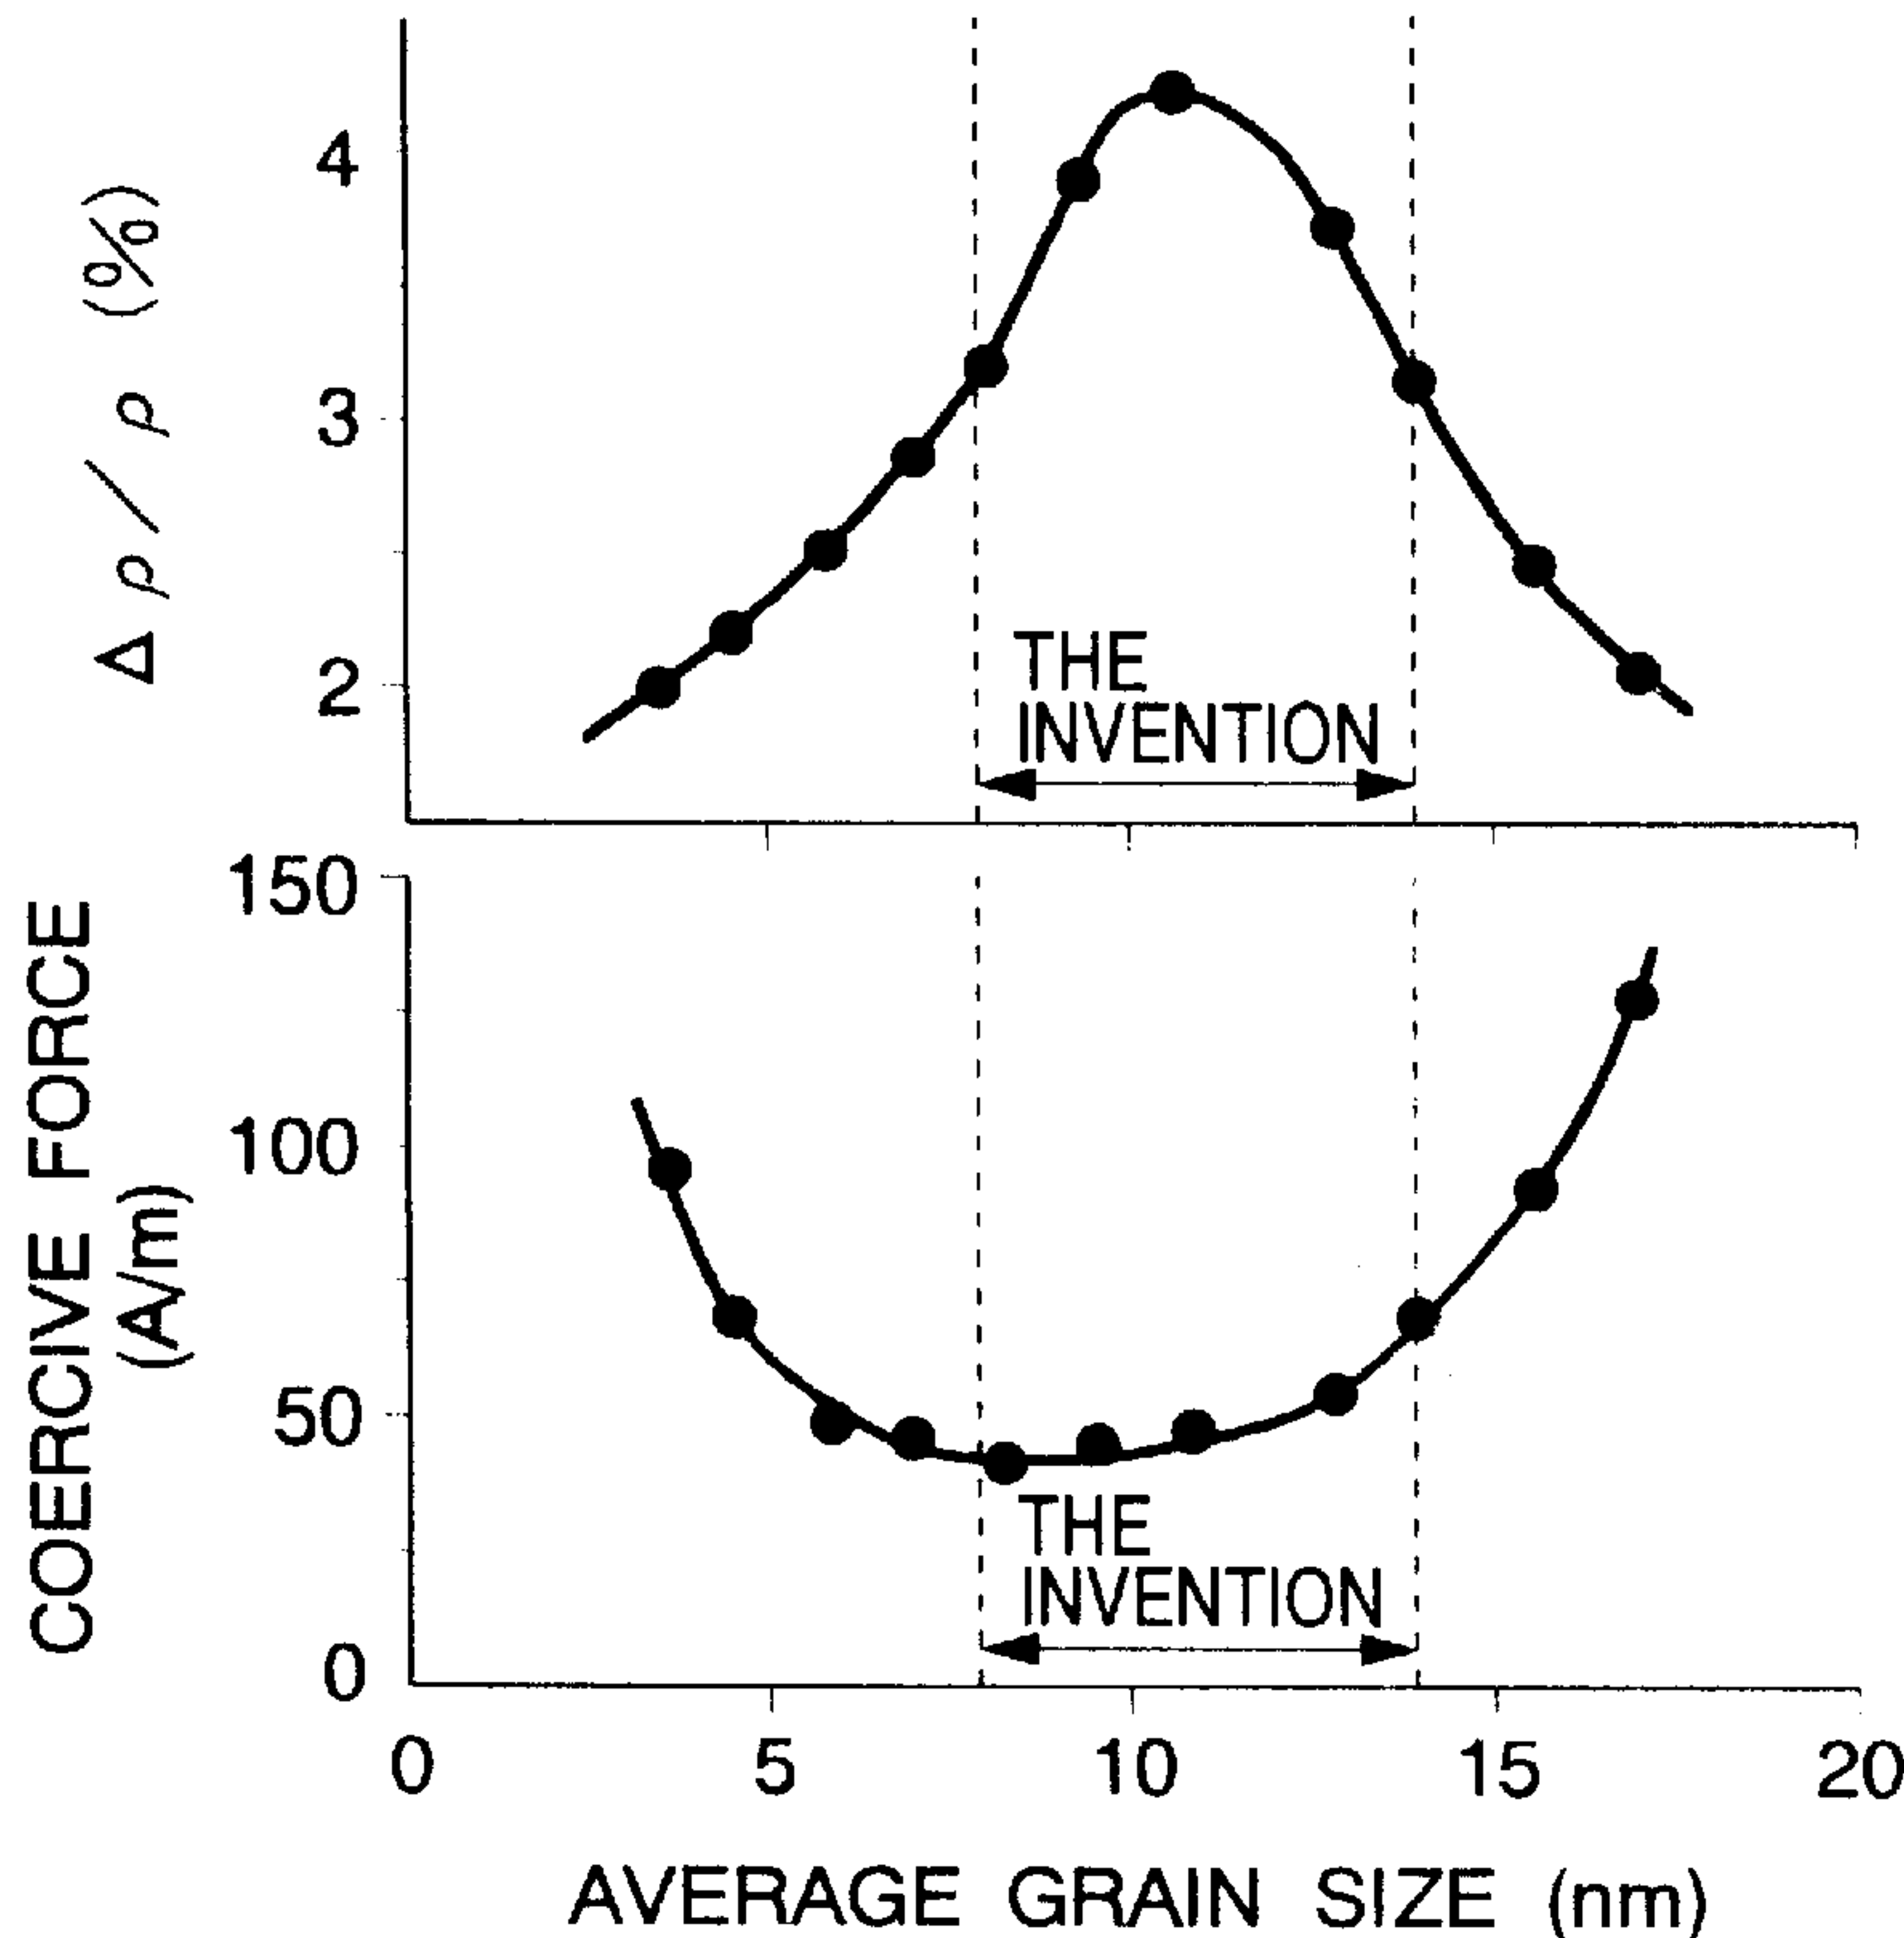 Δρ/ρ (%)
4
3
2
THE
INVENTION
COERCIVE FORCE
(A/m)
150
100
50
0
THE
INVENTION
0 5 10 15 20
AVERAGE GRAIN SIZE (nm)